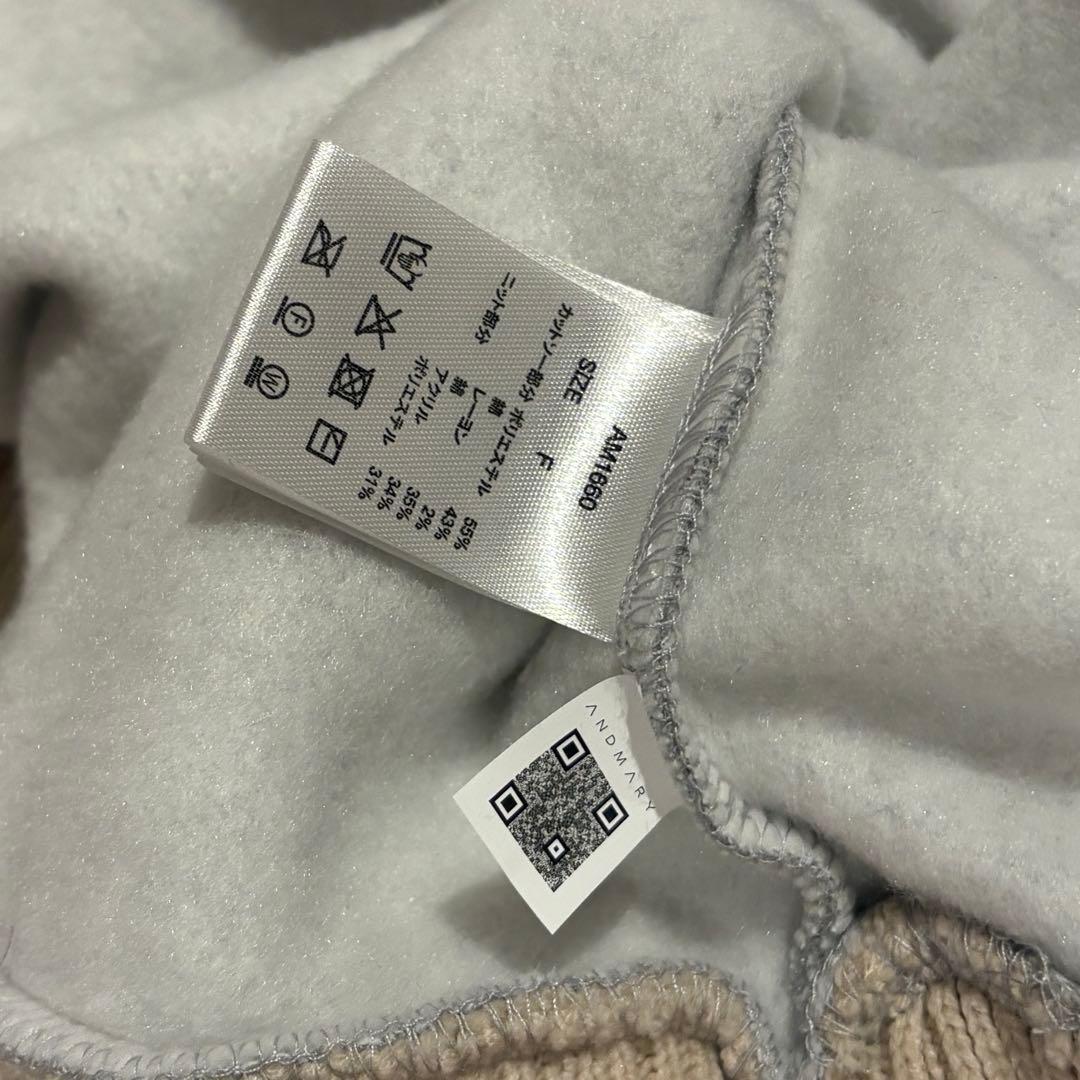 AM1660
SIZE F
カットソー部分 ポリエステル 55%
綿 43%
レーヨン 2%
ニット部分 綿 35%
アクリル 34%
ポリエステル 31%
F
W
ANDMARY